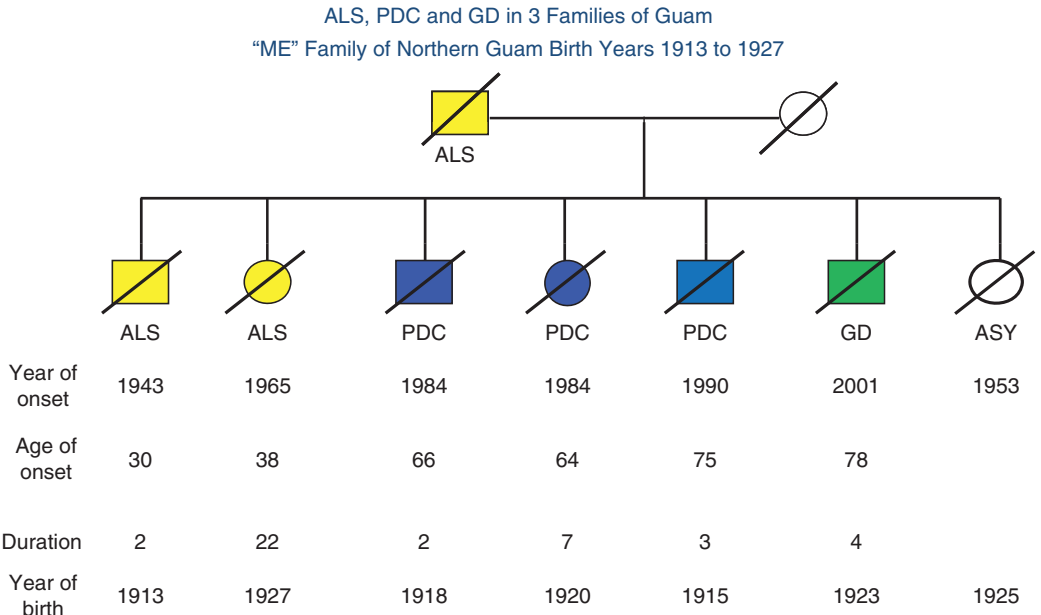 ALS, PDC and GD in 3 Families of Guam
“ME” Family of Northern Guam Birth Years 1913 to 1927
ALS
ALS ALS PDC PDC PDC GD ASY
Year of
onset 1943 1965 1984 1984 1990 2001 1953
Age of
onset 30 38 66 64 75 78
Duration 2 22 2 7 3 4
Year of
birth 1913 1927 1918 1920 1915 1923 1925